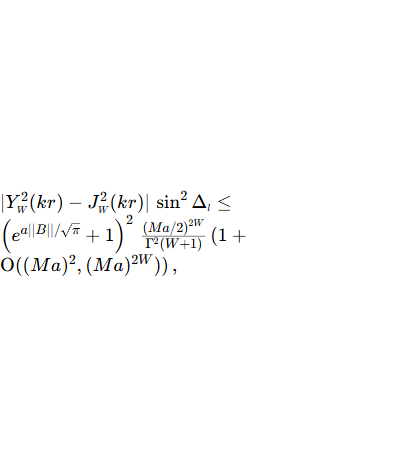 |Y_W^2(kr) − J_W^2(kr)| sin^2 Δ_l ≤
(e^{a||B||/√π} + 1)^2 \frac{(Ma/2)^{2W}}{Γ^2(W+1)} (1 +
O((Ma)^2, (Ma)^{2W})) ,